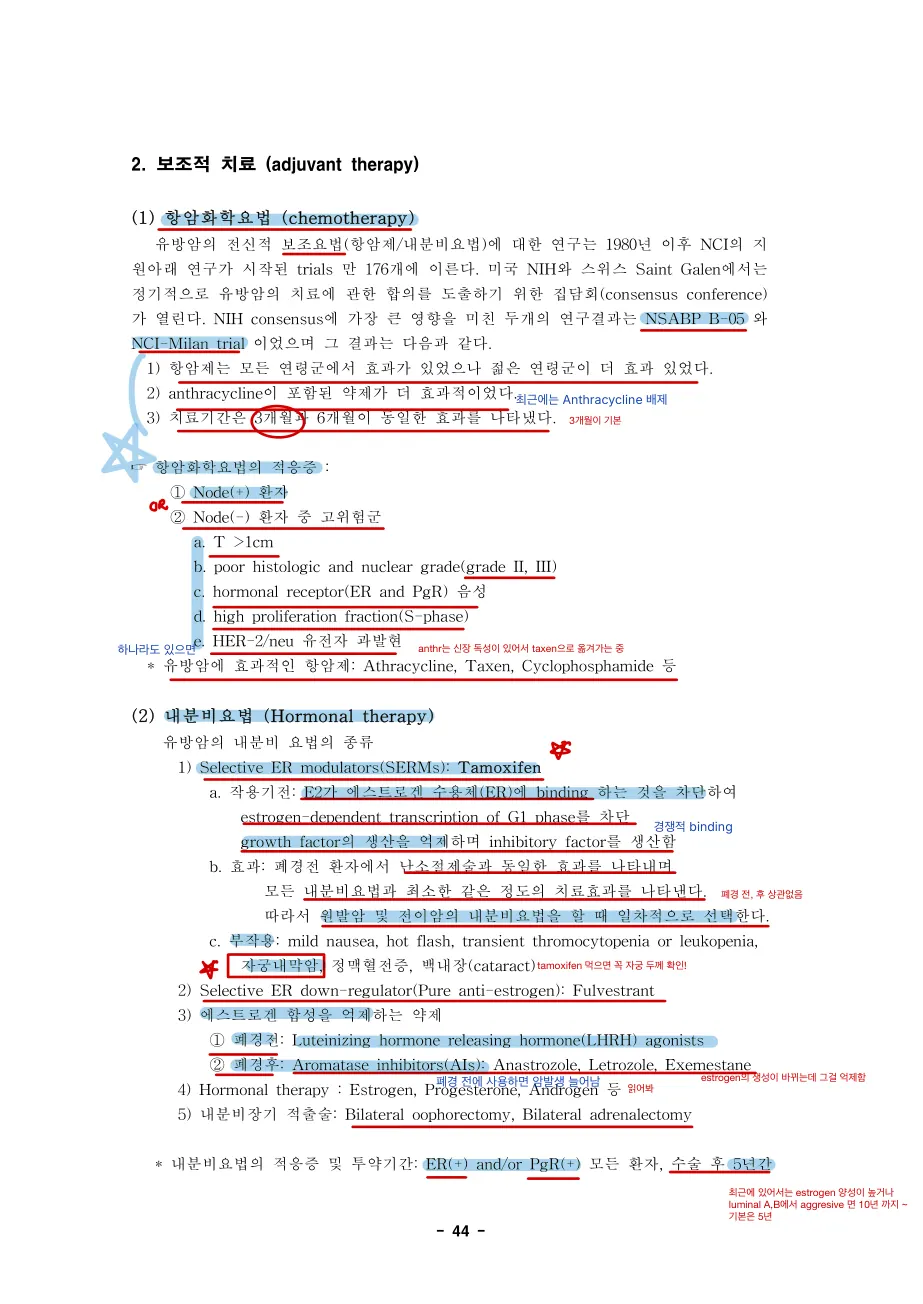 2. 보조적 치료 (adjuvant therapy)
(1) 항암화학요법 (chemotherapy)
유방암의 전신적 보조요법(항암제/내분비요법)에 대한 연구는 1980년 이후 NCI의 지
원아래 연구가 시작된 trials 만 176개에 이른다. 미국 NIH와 스위스 Saint Galen에서는
정기적으로 유방암의 치료에 관한 합의를 도출하기 위한 집담회(consensus conference)
가 열린다. NIH consensus에 가장 큰 영향을 미친 두개의 연구결과는 NSABP B-05 와
NCI-Milan trial 이었으며 그 결과는 다음과 같다.
1) 항암제는 모든 연령군에서 효과가 있었으나 젊은 연령군이 더 효과 있었다.
2) anthracycline이 포함된 약제가 더 효과적이었다. 최근에는 Anthracycline 배제
3) 치료기간은 3개월과 6개월이 동일한 효과를 나타냈다. 3개월이 기본
☞ 항암화학요법의 적응증 :
① Node(+) 환자
OR
② Node(-) 환자 중 고위험군
a. T >1cm
b. poor histologic and nuclear grade(grade II, III)
c. hormonal receptor(ER and PgR) 음성
d. high proliferation fraction(S-phase)
e. HER-2/neu 유전자 과발현
하나라도 있으면
anthr는 신장 독성이 있어서 taxen으로 옮겨가는 중
* 유방암에 효과적인 항암제: Athracycline, Taxen, Cyclophosphamide 등
(2) 내분비요법 (Hormonal therapy)
유방암의 내분비 요법의 종류
1) Selective ER modulators(SERMs): Tamoxifen
a. 작용기전: E2가 에스트로겐 수용체(ER)에 binding 하는 것을 차단하여
estrogen-dependent transcription of G1 phase를 차단
경쟁적 binding
growth factor의 생산을 억제하며 inhibitory factor를 생산함
b. 효과: 폐경전 환자에서 난소절제술과 동일한 효과를 나타내며
모든 내분비요법과 최소한 같은 정도의 치료효과를 나타낸다. 폐경 전, 후 상관없음
따라서 원발암 및 전이암의 내분비요법을 할 때 일차적으로 선택한다.
c. 부작용: mild nausea, hot flash, transient thromocytopenia or leukopenia,
자궁내막암, 정맥혈전증, 백내장(cataract) tamoxifen 먹으면 꼭 자궁 두께 확인!
2) Selective ER down-regulator(Pure anti-estrogen): Fulvestrant
3) 에스트로겐 합성을 억제하는 약제
① 폐경전: Luteinizing hormone releasing hormone(LHRH) agonists
② 폐경후: Aromatase inhibitors(AIs): Anastrozole, Letrozole, Exemestane
폐경 전에 사용하면 암발생 늘어남
estrogen의 생성이 바뀌는데 그걸 억제함
4) Hormonal therapy : Estrogen, Progesterone, Androgen 등 읽어봐
5) 내분비장기 적출술: Bilateral oophorectomy, Bilateral adrenalectomy
* 내분비요법의 적응증 및 투약기간: ER(+) and/or PgR(+) 모든 환자, 수술 후 5년간
최근에 있어서는 estrogen 양성이 높거나
luminal A,B에서 aggresive 면 10년 까지 ~
기본은 5년
- 44 -